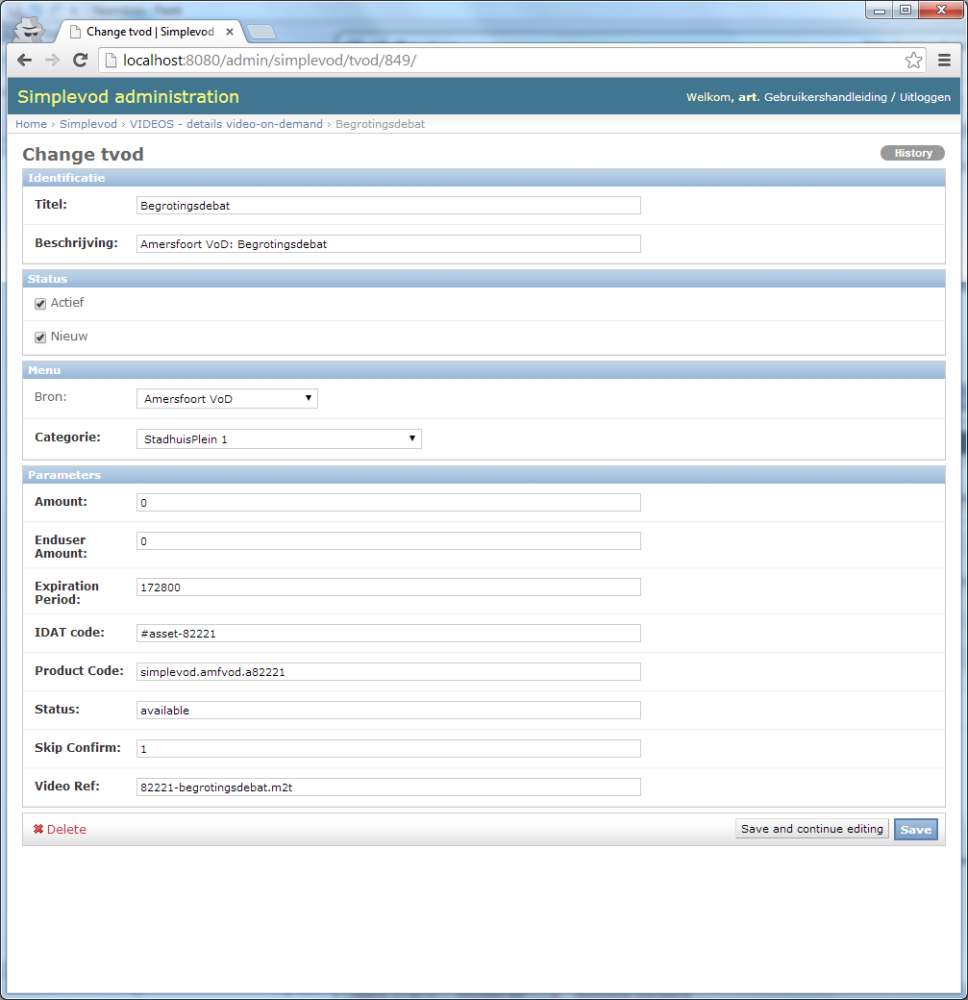 Change tvod | Simplevod
localhost:8080/admin/simplevod/tvod/849/
Simplevod administration
Welkom, art. Gebruikershandleiding / Uitloggen
Home › Simplevod › VIDEOS - details video-on-demand › Begrotingsdebat
Change tvod
History
Identificatie
Titel: Begrotingsdebat
Beschrijving: Amersfoort VoD: Begrotingsdebat
Status
Actief
Nieuw
Menu
Bron: Amersfoort VoD
Categorie: StadhuisPlein 1
Parameters
Amount: 0
Enduser
Amount: 0
Expiration
Period: 172800
IDAT code: #asset-82221
Product Code: simplevod.amfvod.a82221
Status: available
Skip Confirm: 1
Video Ref: 82221-begrotingsdebat.m2t
Delete
Save and continue editing
Save